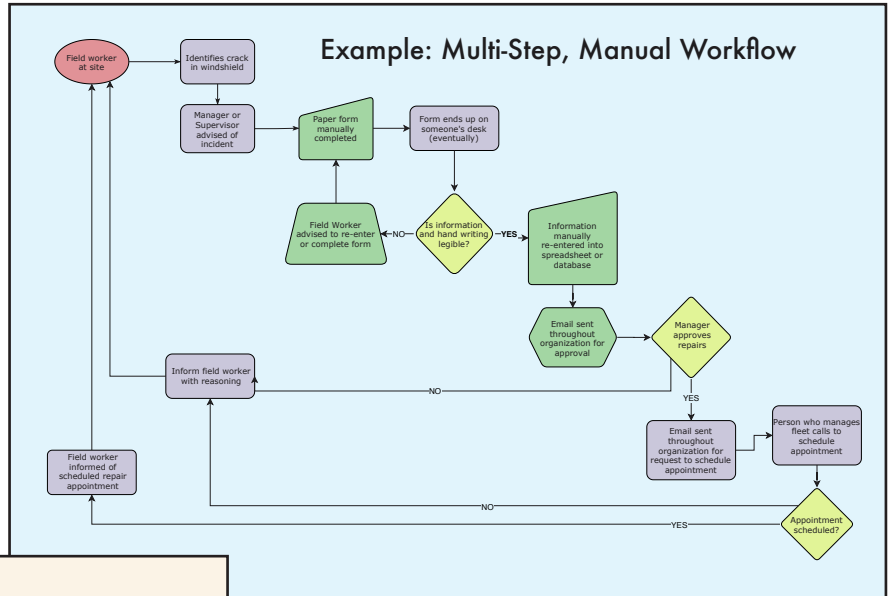 Example: Multi-Step, Manual Workflow
Field worker
at site
Identifies crack
in windshield
Manager or
Supervisor
advised of
incident
Paper form
manually
completed
Form ends up on
someone's desk
(eventually)
Field Worker
advised to re-enter
or complete form
NO
Is information
and hand writing
legible?
YES
Information
manually
re-entered into
spreadsheet or
database
Email sent
throughout
organization for
approval
Manager
approves
repairs
Inform field worker
with reasoning
NO
YES
Email sent
throughout
organization for
request to schedule
appointment
Person who manages
fleet calls to
schedule
appointment
Field worker
informed of
scheduled repair
appointment
NO
YES
Appointment
scheduled?